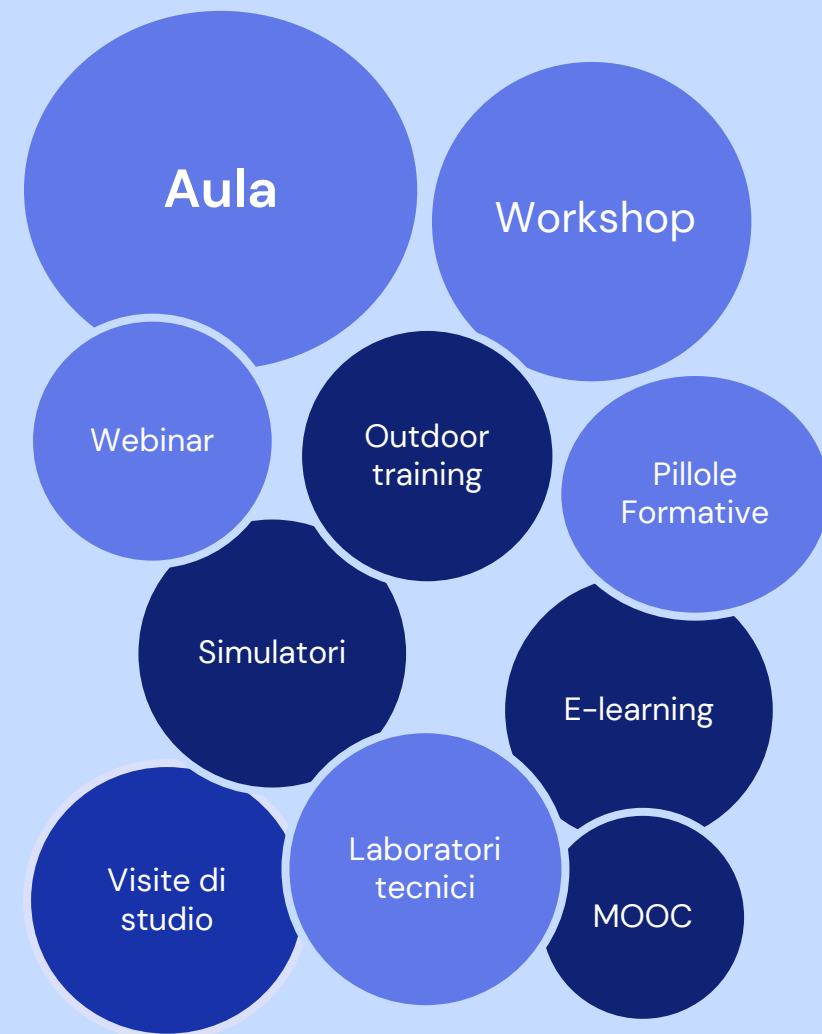 Aula
Workshop
Webinar
Outdoor
training
Pillole
Formative
Simulatori
E-learning
Visite di
studio
Laboratori
tecnici
MOOC